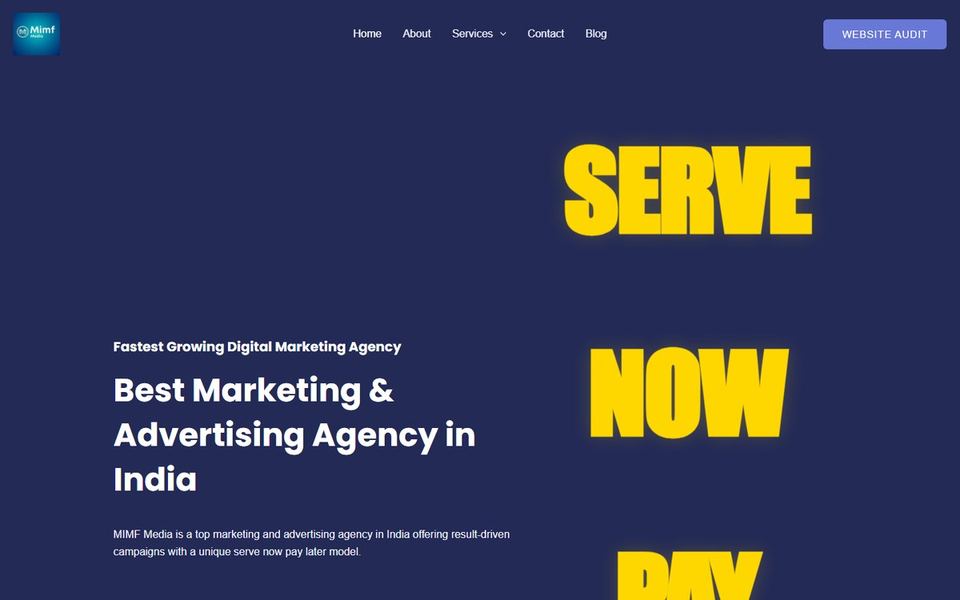 Mimf
Media
Home
About
Services
Contact
Blog
WEBSITE AUDIT
SERVE
NOW
PAY
Fastest Growing Digital Marketing Agency
Best Marketing &
Advertising Agency in
India
MIMF Media is a top marketing and advertising agency in India offering result-driven
campaigns with a unique serve now pay later model.